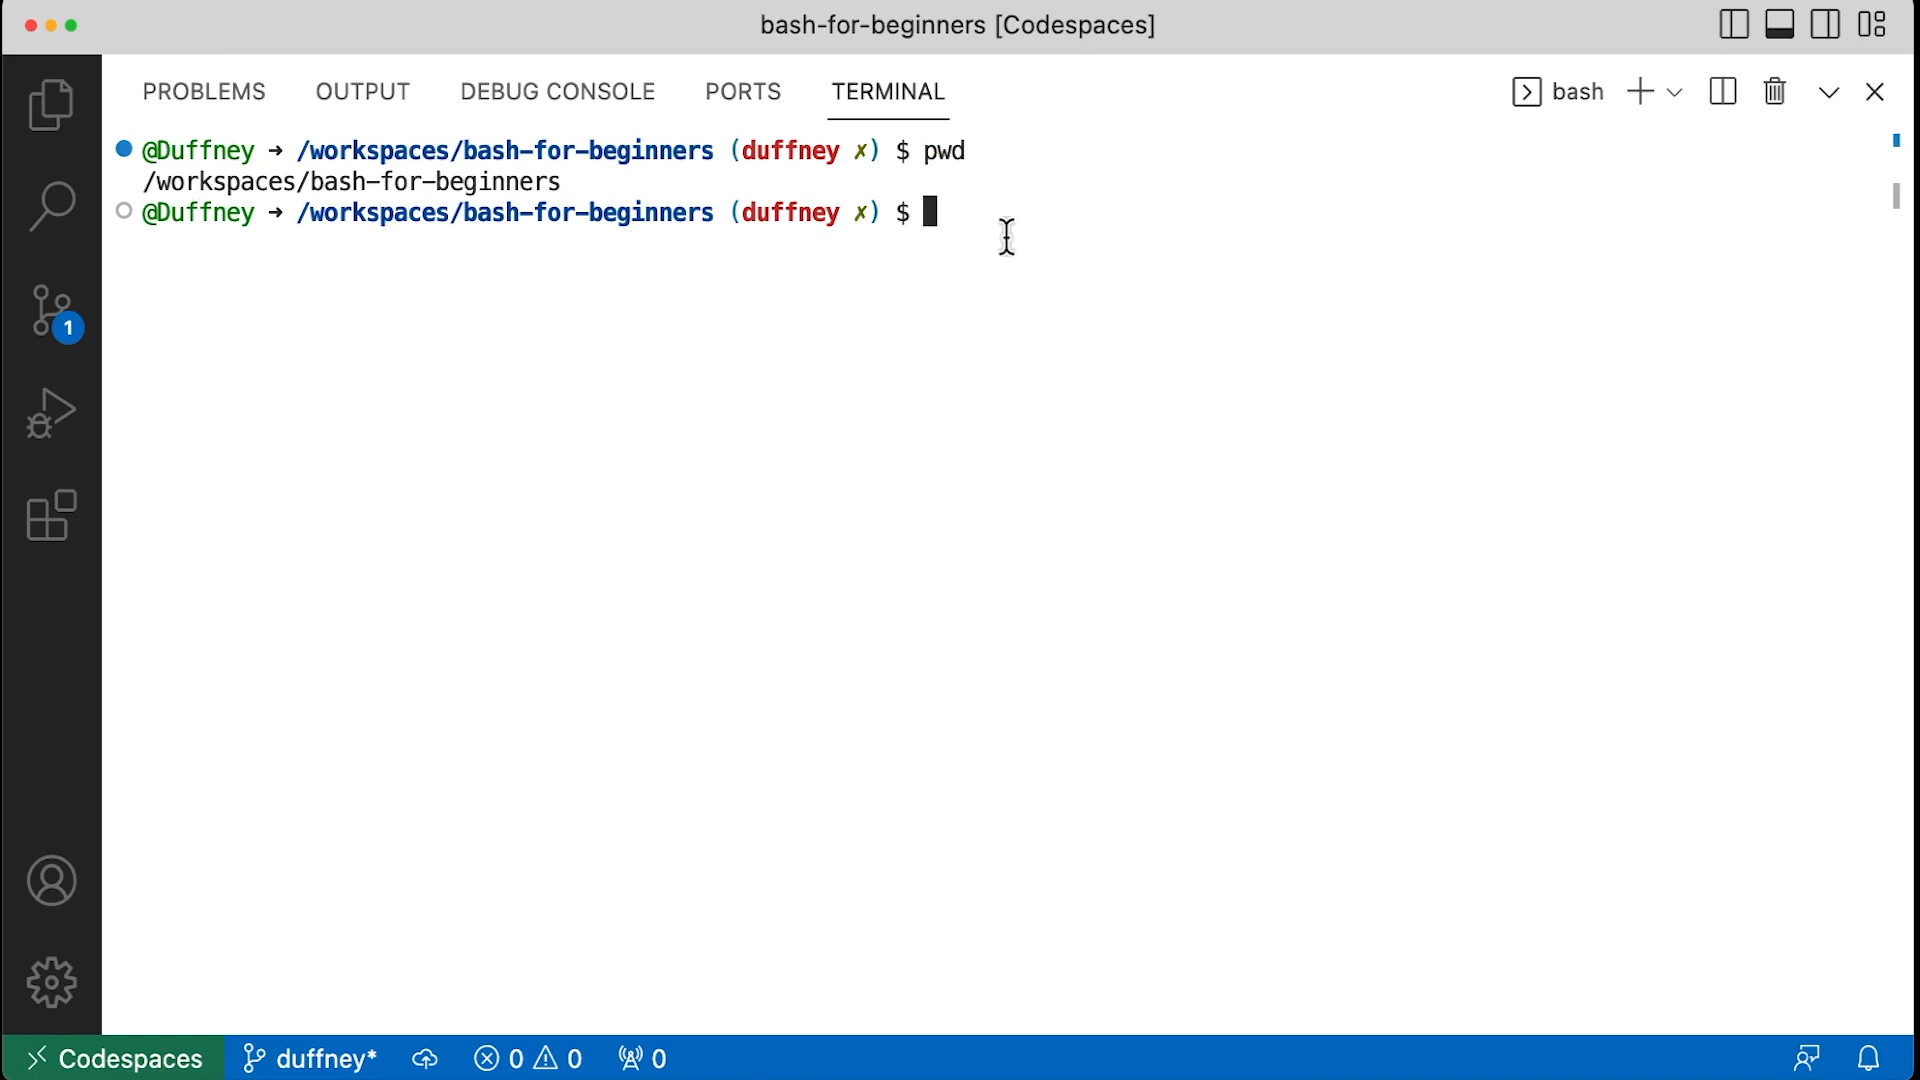 bash-for-beginners [Codespaces]
PROBLEMS OUTPUT DEBUG CONSOLE PORTS TERMINAL bash
@Duffney → /workspaces/bash-for-beginners (duffney ✗) $ pwd
/workspaces/bash-for-beginners
@Duffney → /workspaces/bash-for-beginners (duffney ✗) $
1
Codespaces duffney* 0 0 0